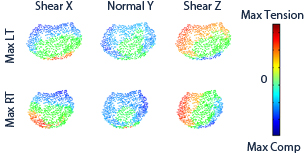 Shear X Normal Y Shear Z Max Tension
Max LT
0
Max RT
Max Comp